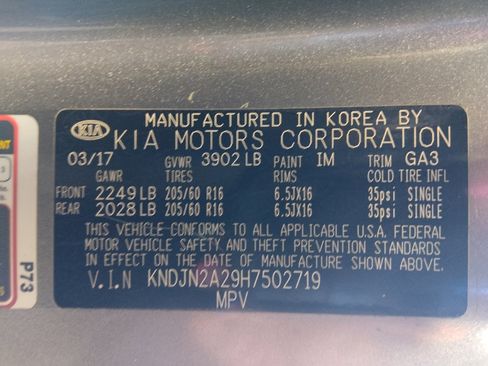 MANUFACTURED IN KOREA BY
KIA KIA MOTORS CORPORATION
03/17 GVWR 3902 LB PAINT IM TRIM GA3
GAWR TIRES RIMS COLD TIRE INFL
FRONT 2249 LB 205/60 R16 6.5JX16 35psi SINGLE
REAR 2028 LB 205/60 R16 6.5JX16 35psi SINGLE
THIS VEHICLE CONFORMS TO ALL APPLICABLE U.S.A. FEDERAL
MOTOR VEHICLE SAFETY AND THEFT PREVENTION STANDARDS
IN EFFECT ON THE DATE OF MANUFACTURE SHOWN ABOVE.
V.I.N KNDJN2A29H7502719
MPV
P73